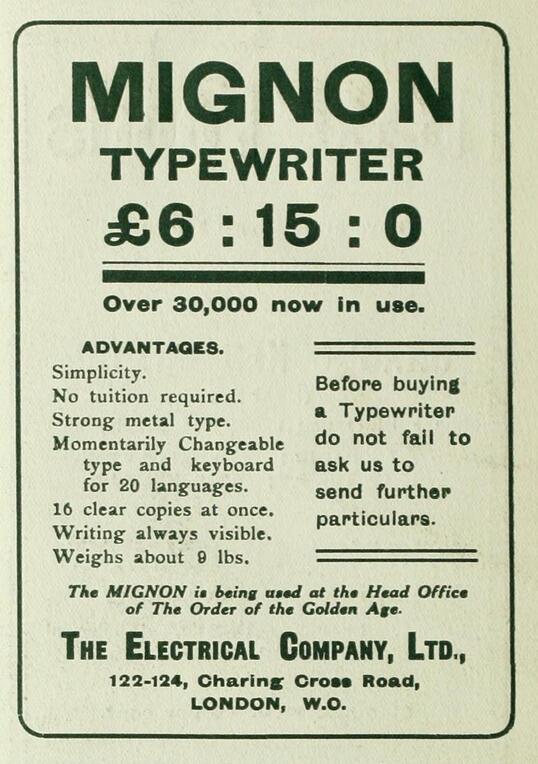 MIGNON
TYPEWRITER
£6 : 15 : 0
Over 30,000 now in use.
ADVANTAGES.
Simplicity.
No tuition required.
Strong metal type.
Momentarily Changeable
type and keyboard
for 20 languages.
16 clear copies at once.
Writing always visible.
Weighs about 9 lbs.
Before buying
a Typewriter
do not fail to
ask us to
send further
particulars.
The MIGNON is being used at the Head Office
of The Order of the Golden Age.
THE ELECTRICAL COMPANY, LTD.,
122-124, Charing Cross Road,
LONDON, W.C.